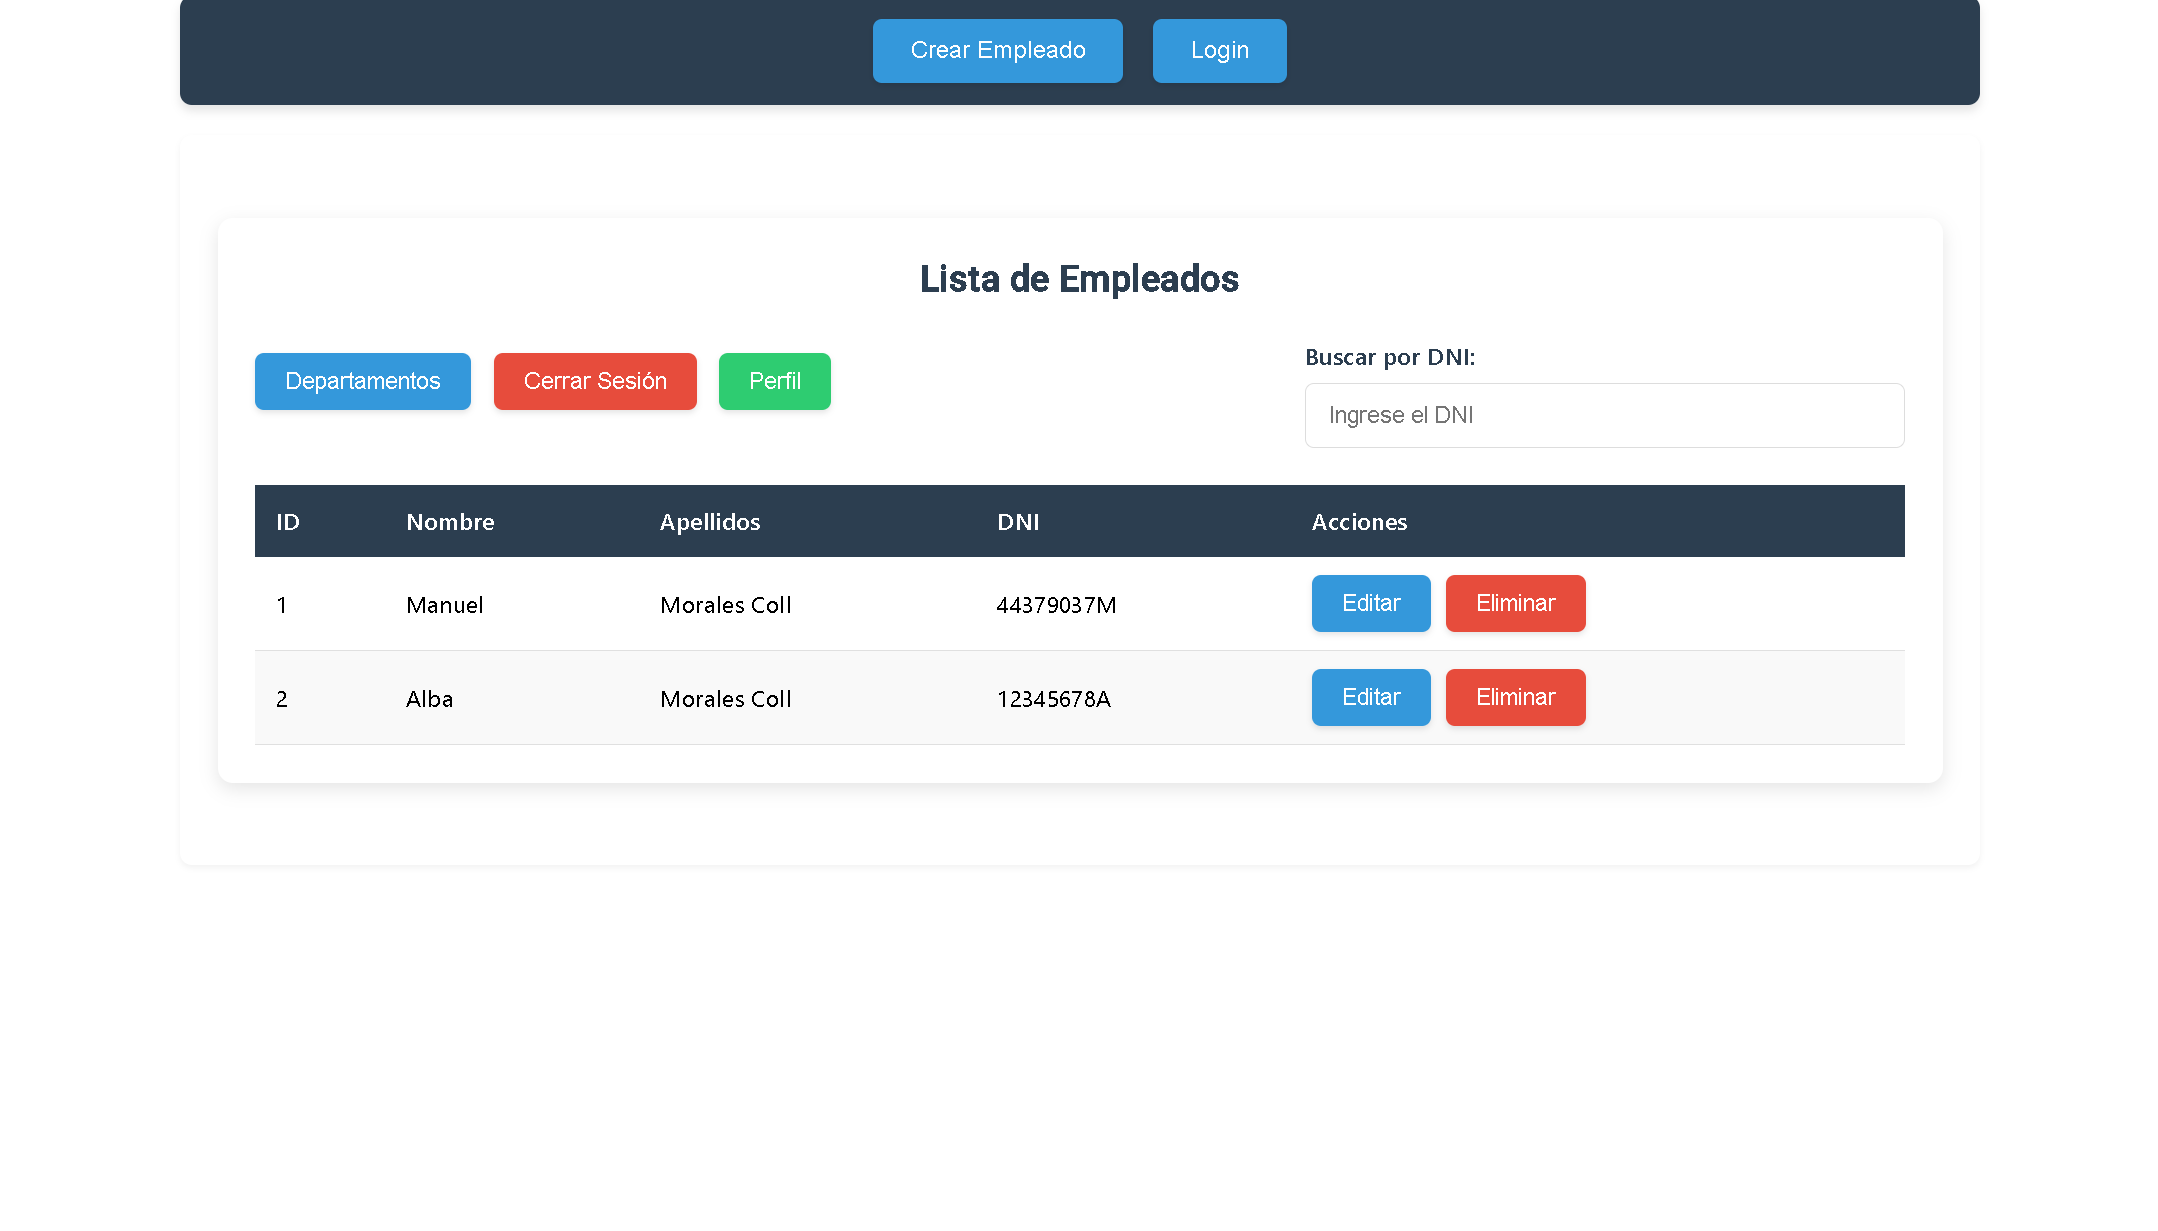 Crear Empleado Login
Lista de Empleados
Departamentos Cerrar Sesión Perfil
Buscar por DNI:
Ingrese el DNI
ID Nombre Apellidos DNI Acciones
1 Manuel Morales Coll 44379037M Editar Eliminar
2 Alba Morales Coll 12345678A Editar Eliminar